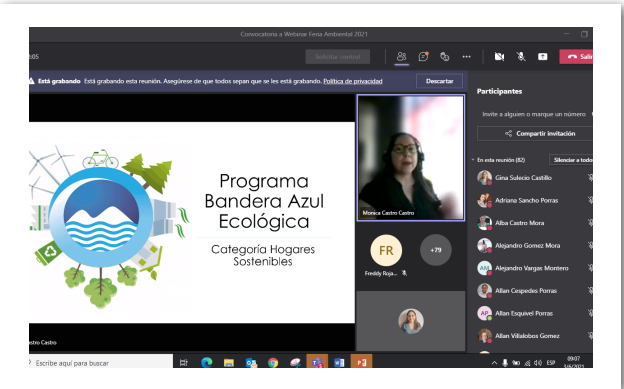 Convocatoria a Webinar Feria Ambiental 2021
Solicitar control
Salir
Está grabando Está grabando esta reunión. Asegúrese de que todos sepan que se les está grabando. Política de privacidad
Descartar
Participantes
Invite a alguien o marque un número
Compartir invitación
En esta reunión (82)
Silenciar a todos
Programa
Bandera Azul
Ecológica
Categoría Hogares
Sostenibles
Monica Castro Castro
FR
+79
Freddy Roja...
Gina Sulecio Castillo
Adriana Sancho Porras
Alba Castro Mora
Alejandro Gomez Mora
AM
Alejandro Vargas Montero
Allan Cespedes Porras
AP
Allan Esquivel Porras
Allan Villalobos Gomez
Castro
Escribe aquí para buscar
ESP
09:07
5/6/2021